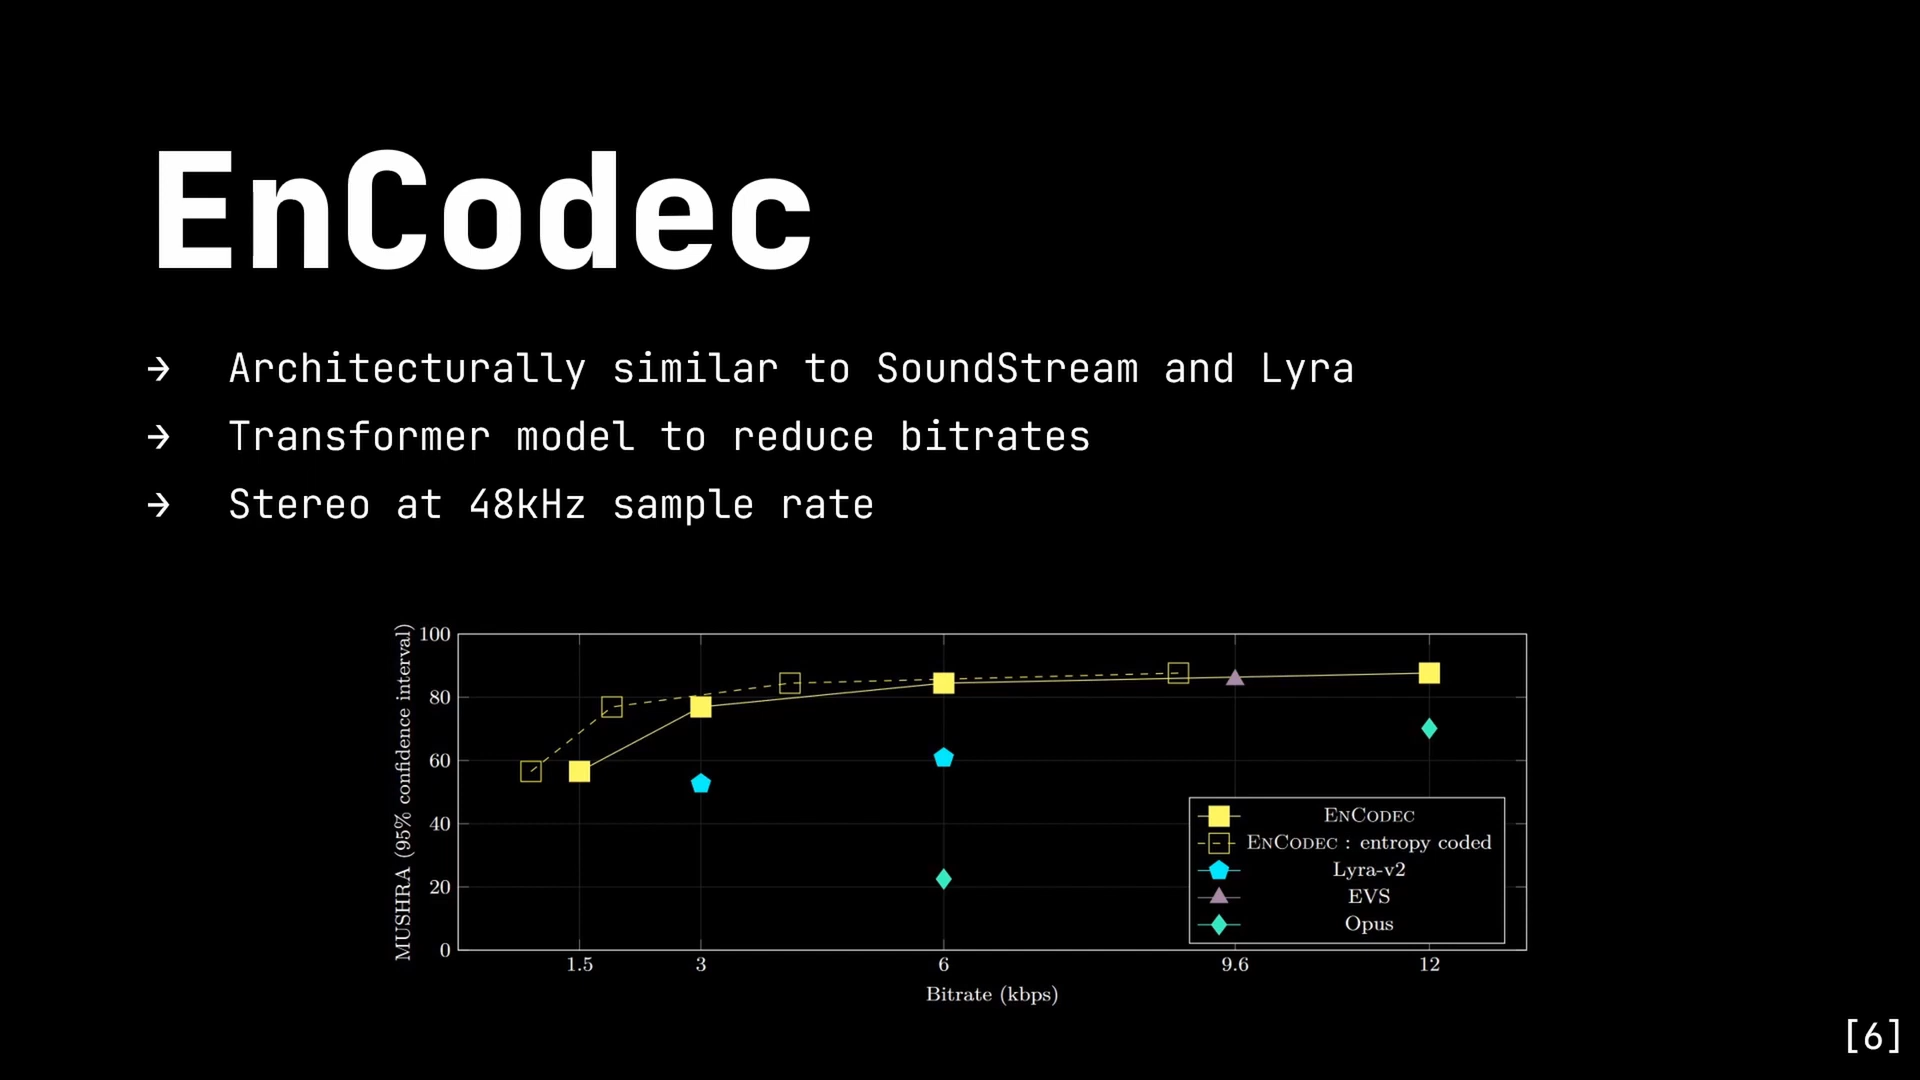 EnCodec
→ Architecturally similar to SoundStream and Lyra
→ Transformer model to reduce bitrates
→ Stereo at 48kHz sample rate
MUSHRA (95% confidence interval)
100
80
60
40
20
0
ENCODEC
ENCODEC : entropy coded
Lyra-v2
EVS
Opus
1.5 3 6 9.6 12
Bitrate (kbps)
[6]